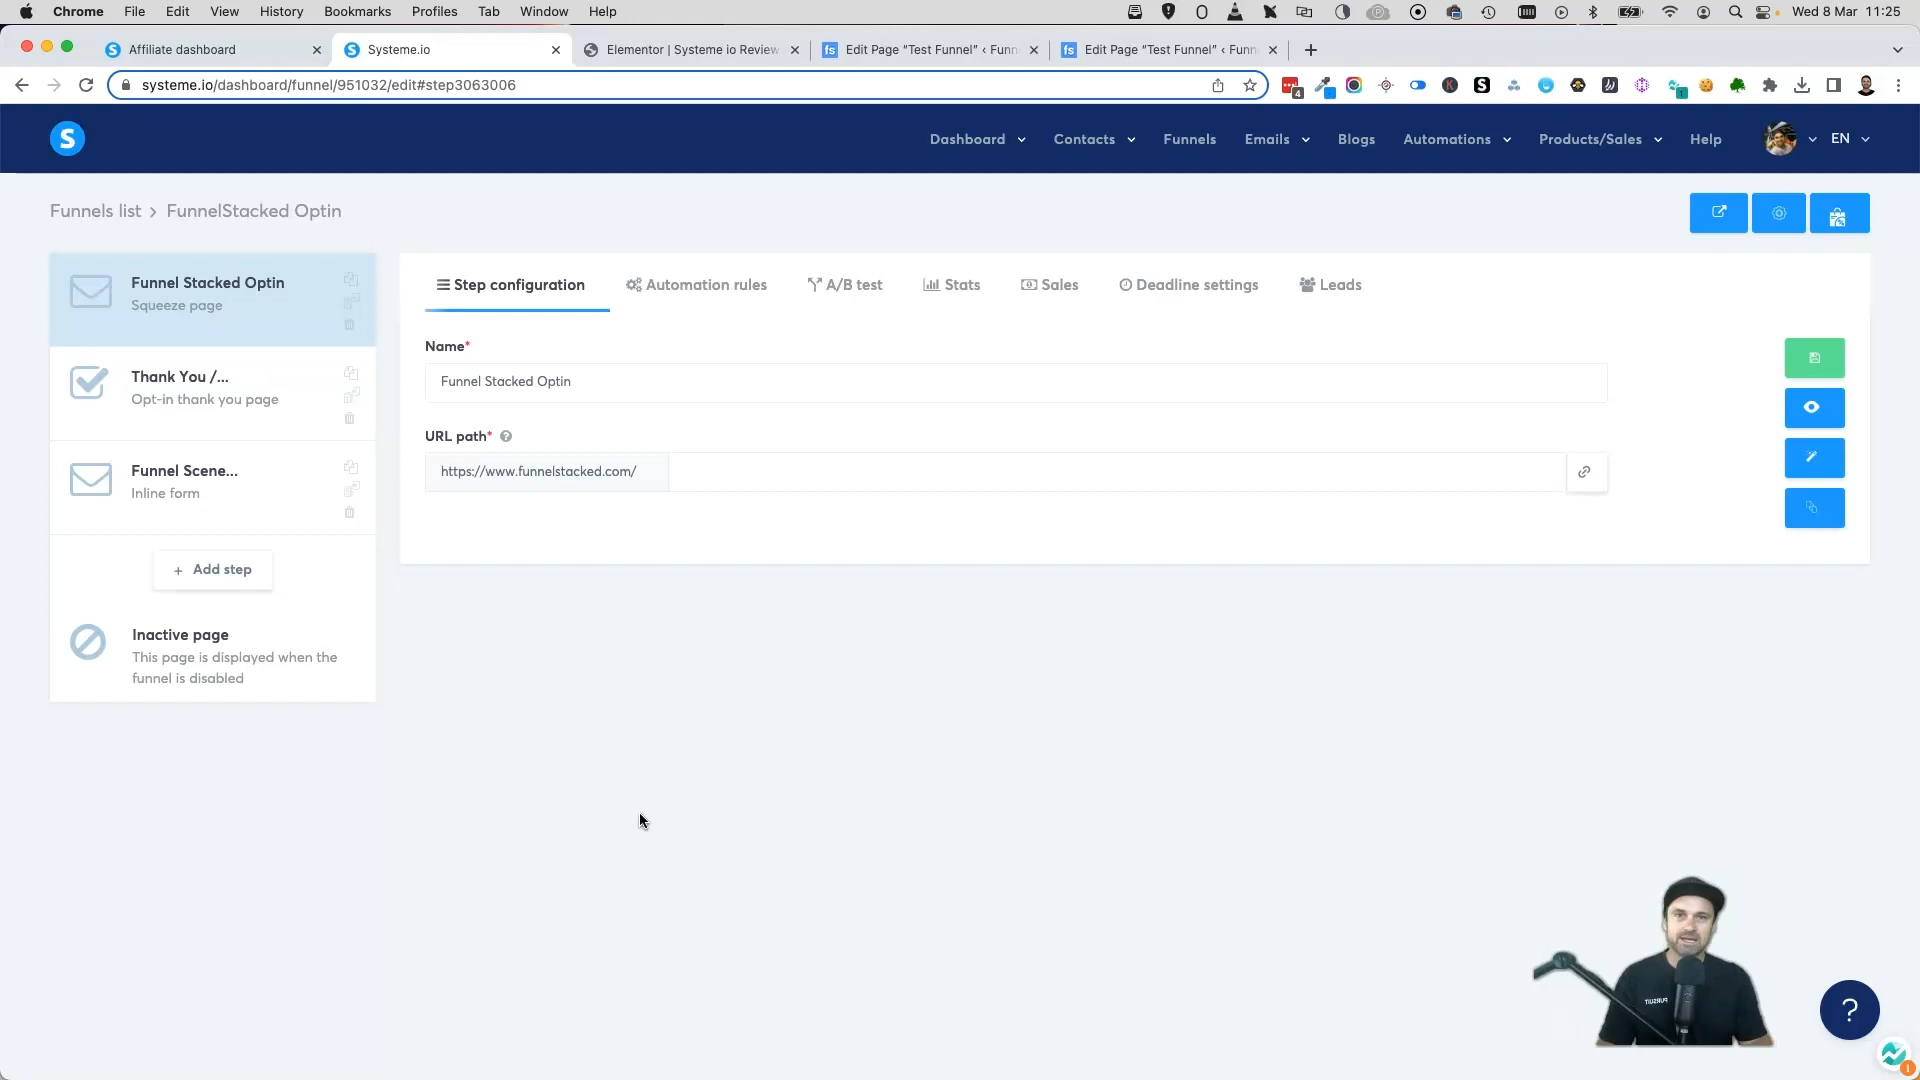 Chrome File Edit View History Bookmarks Profiles Tab Window Help Wed 8 Mar 11:25
Affiliate dashboard
Systeme.io
Elementor | Systeme io Review
fs Edit Page “Test Funnel” ‹ Funn
fs Edit Page “Test Funnel” ‹ Funn
systeme.io/dashboard/funnel/951032/edit#step3063006
Dashboard Contacts Funnels Emails Blogs Automations Products/Sales Help EN
Funnels list > FunnelStacked Optin
Funnel Stacked Optin
Squeeze page
Thank You /...
Opt-in thank you page
Funnel Scene...
Inline form
+ Add step
Inactive page
This page is displayed when the
funnel is disabled
Step configuration Automation rules A/B test Stats Sales Deadline settings Leads
Name*
Funnel Stacked Optin
URL path* ?
https://www.funnelstacked.com/
?